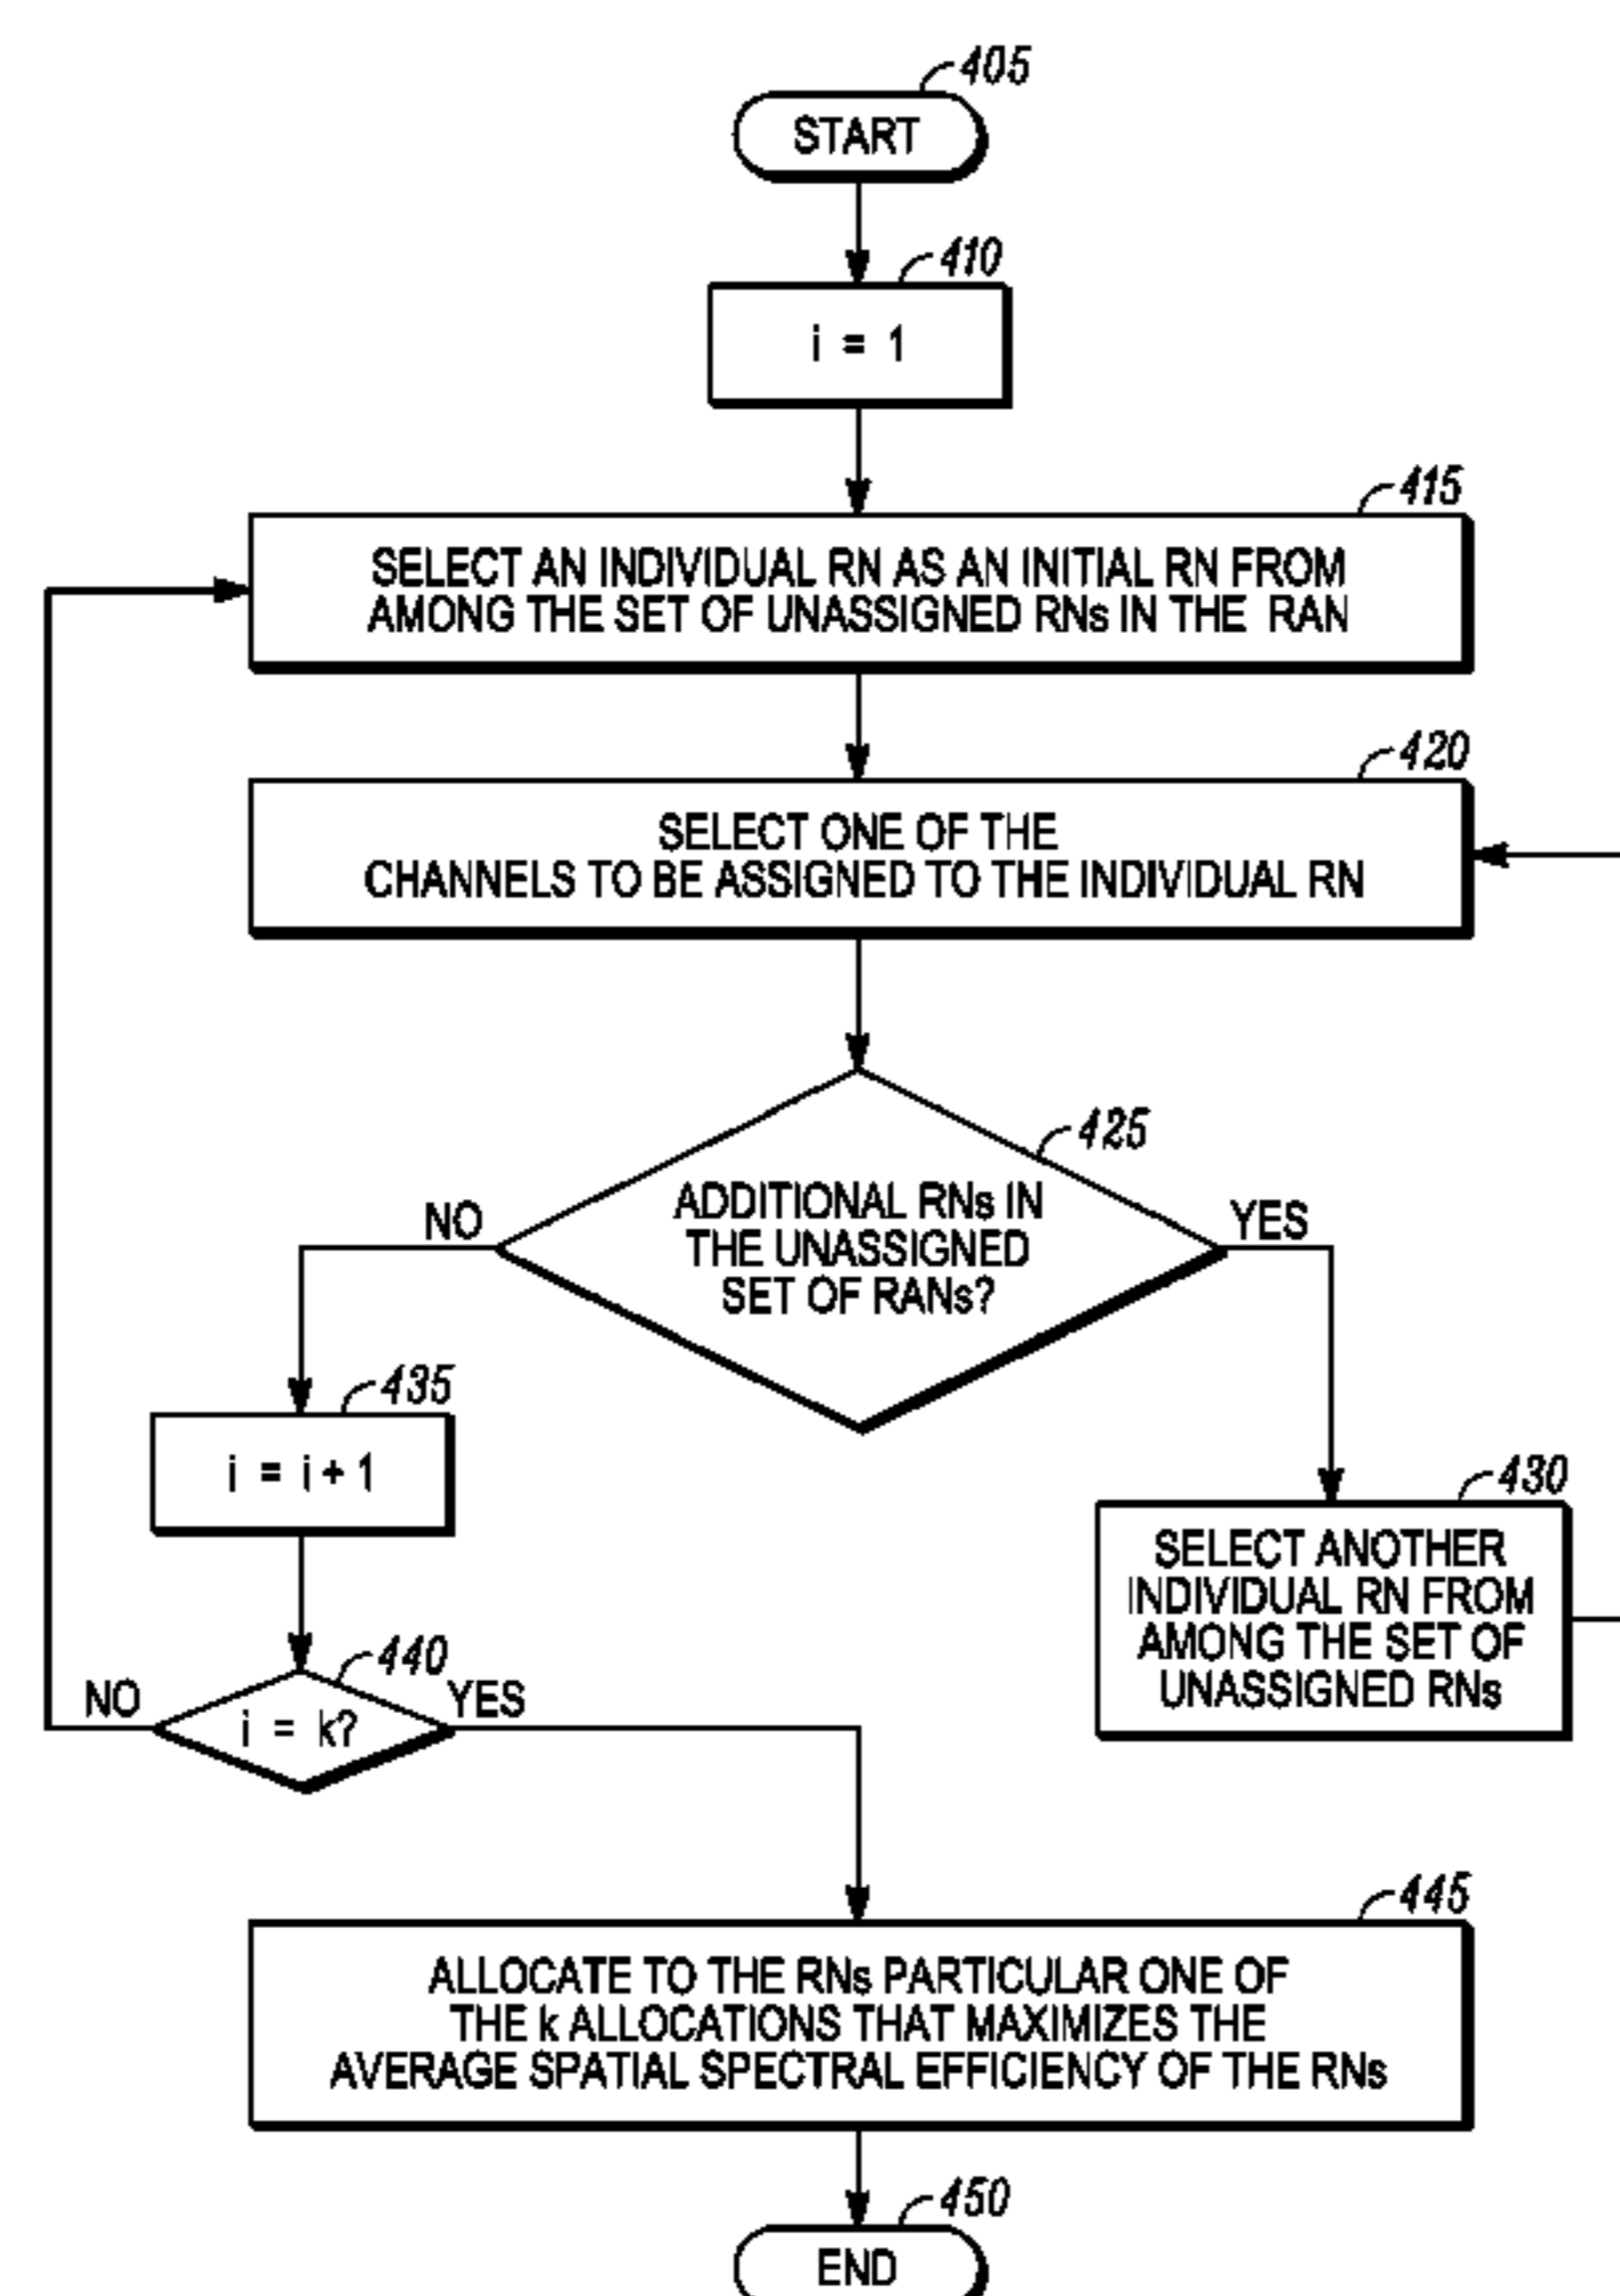 405
START
410
i = 1
415
SELECT AN INDIVIDUAL RN AS AN INITIAL RN FROM
AMONG THE SET OF UNASSIGNED RNs IN THE RAN
420
SELECT ONE OF THE
CHANNELS TO BE ASSIGNED TO THE INDIVIDUAL RN
425
ADDITIONAL RNs IN
THE UNASSIGNED
SET OF RANs?
NO
YES
435
i = i + 1
430
SELECT ANOTHER
INDIVIDUAL RN FROM
AMONG THE SET OF
UNASSIGNED RNs
440
NO
i = k?
YES
445
ALLOCATE TO THE RNs PARTICULAR ONE OF
THE k ALLOCATIONS THAT MAXIMIZES THE
AVERAGE SPATIAL SPECTRAL EFFICIENCY OF THE RNs
450
END